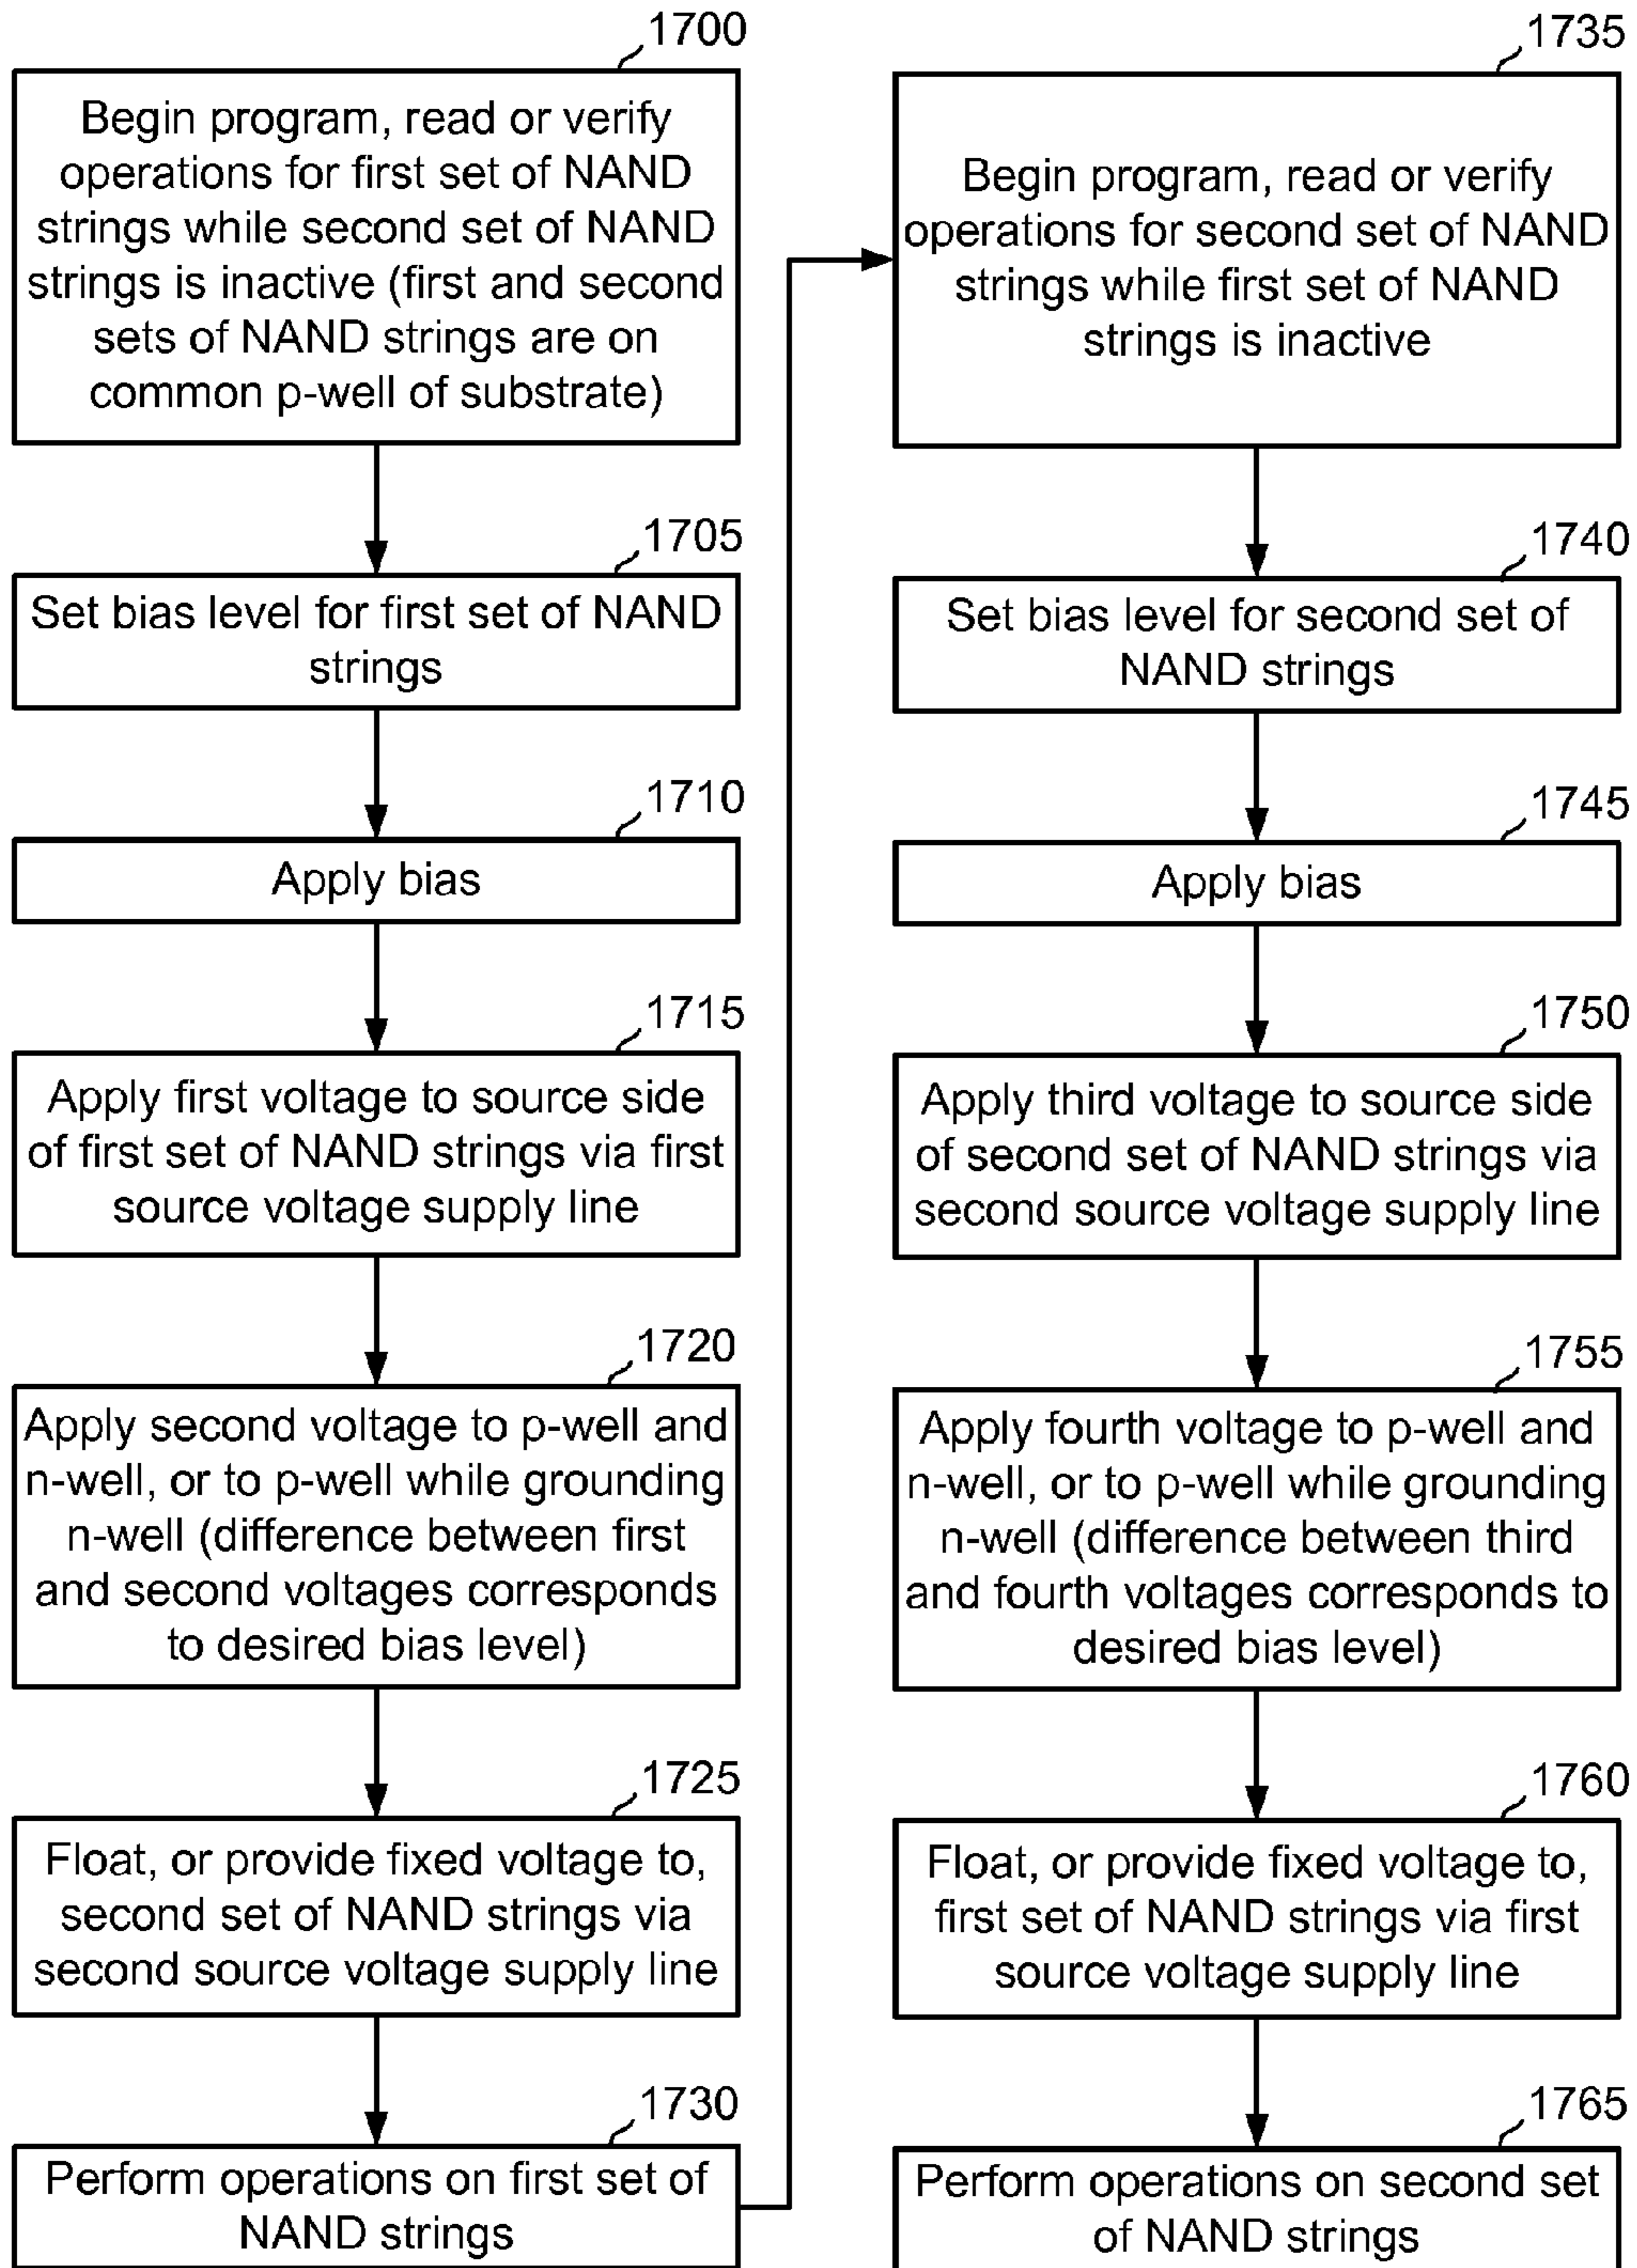 1700
Begin program, read or verify
operations for first set of NAND
strings while second set of NAND
strings is inactive (first and second
sets of NAND strings are on
common p-well of substrate)
1705
Set bias level for first set of NAND
strings
1710
Apply bias
1715
Apply first voltage to source side
of first set of NAND strings via first
source voltage supply line
1720
Apply second voltage to p-well and
n-well, or to p-well while grounding
n-well (difference between first
and second voltages corresponds
to desired bias level)
1725
Float, or provide fixed voltage to,
second set of NAND strings via
second source voltage supply line
1730
Perform operations on first set of
NAND strings
1735
Begin program, read or verify
operations for second set of NAND
strings while first set of NAND
strings is inactive
1740
Set bias level for second set of
NAND strings
1745
Apply bias
1750
Apply third voltage to source side
of second set of NAND strings via
second source voltage supply line
1755
Apply fourth voltage to p-well and
n-well, or to p-well while grounding
n-well (difference between third
and fourth voltages corresponds to
desired bias level)
1760
Float, or provide fixed voltage to,
first set of NAND strings via first
source voltage supply line
1765
Perform operations on second set
of NAND strings